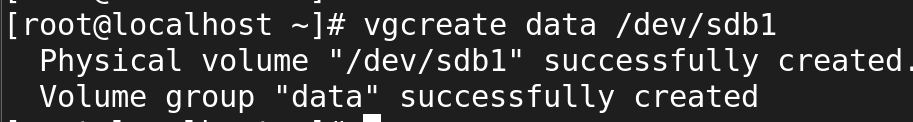 [root@localhost ~]# vgcreate data /dev/sdb1
Physical volume "/dev/sdb1" successfully created.
Volume group "data" successfully created